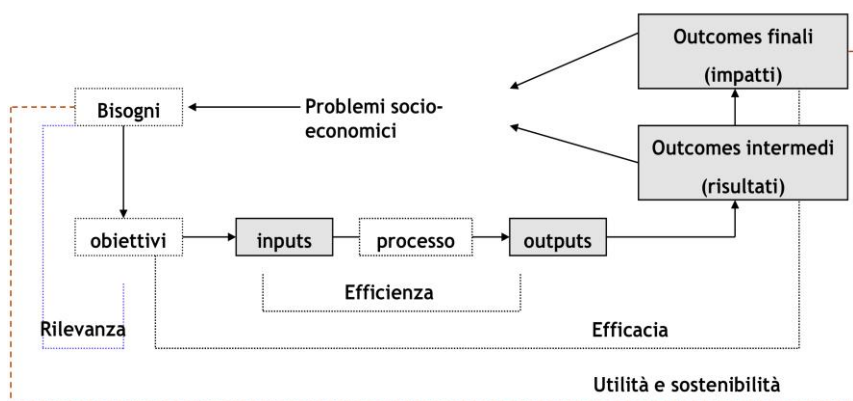 Outcomes finali
(impatti)
Bisogni
Problemi socio-
economici
Outcomes intermedi
(risultati)
obiettivi
inputs
processo
outputs
Efficienza
Rilevanza
Efficacia
Utilità e sostenibilità